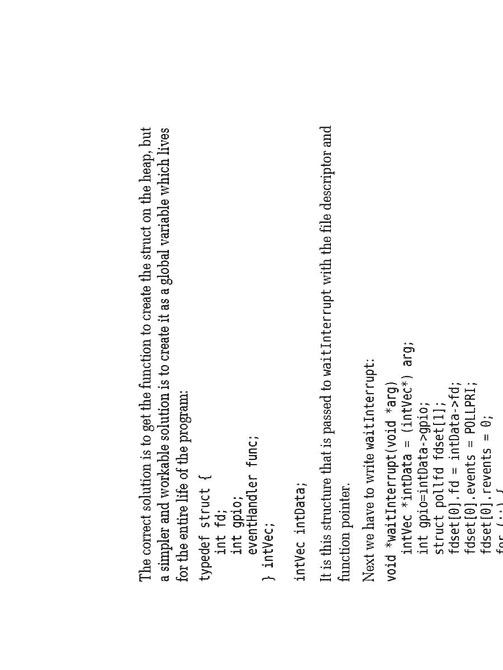 The correct solution is to get the function to create the struct on the heap, but
a simpler and workable solution is to create it as a global variable which lives
for the entire life of the program:
typedef struct {
int fd;
int gpio;
eventHandler func;
} intVec;
intVec intData;
It is this structure that is passed to waitInterrupt with the file descriptor and
function pointer.
Next we have to write waitInterrupt:
void *waitInterrupt(void *arg)
intVec *intData = (intVec*) arg;
int gpio=intData->gpio;
struct pollfd fdset[1];
fdset[0].fd = intData->fd;
fdset[0].events = POLLPRI;
fdset[0].revents = 0;
for (;;) {